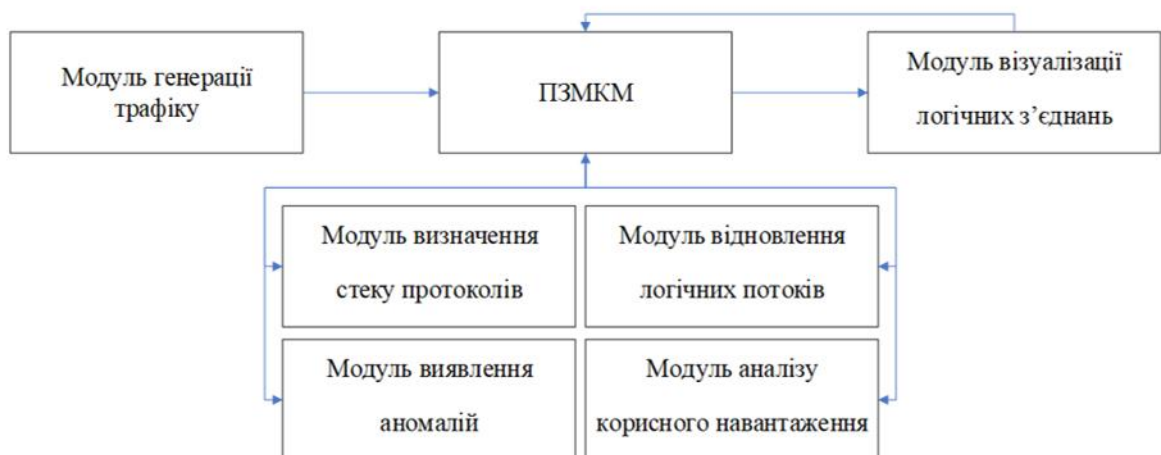 Модуль генерації
трафіку
ПЗМКМ
Модуль візуалізації
логічних з’єднань
Модуль визначення
стеку протоколів
Модуль відновлення
логічних потоків
Модуль виявлення
аномалій
Модуль аналізу
корисного навантаження